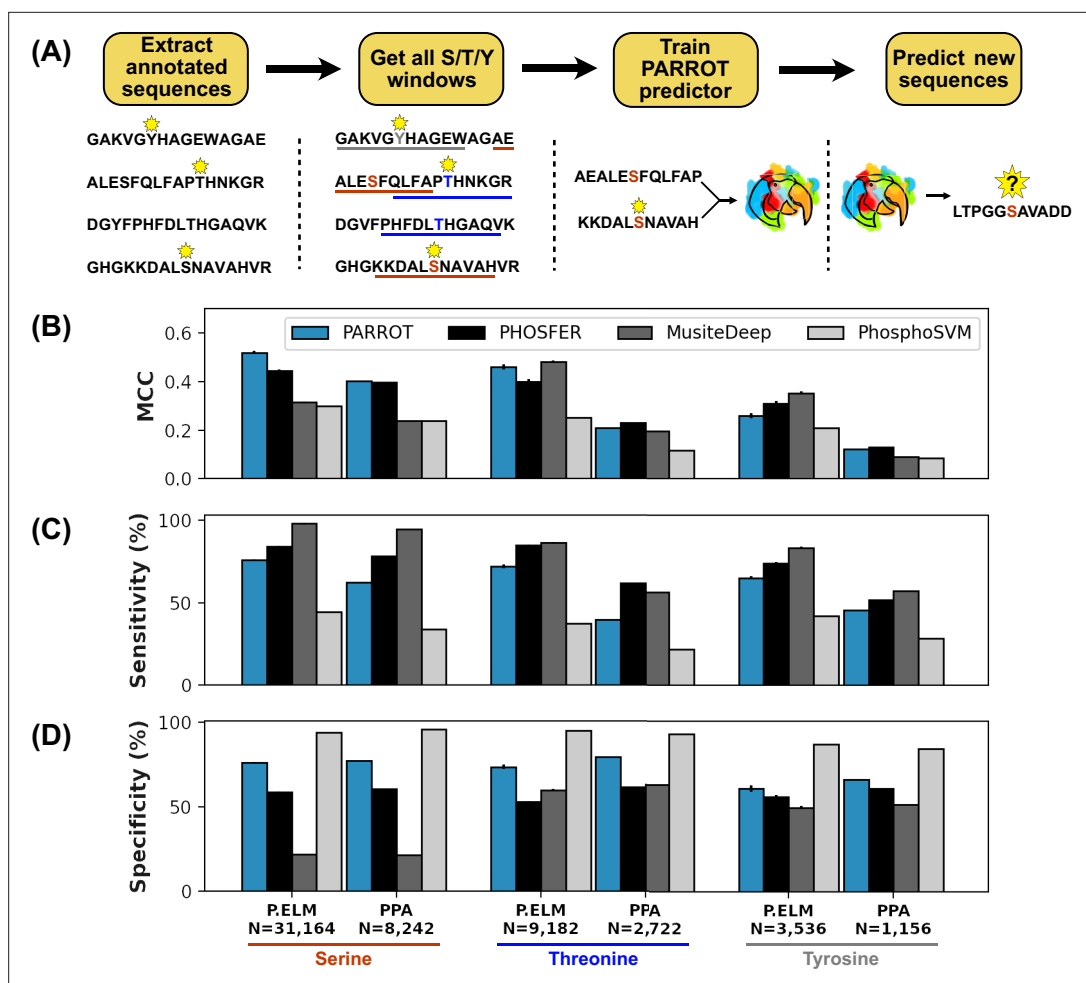 (A)
Extract annotated sequences
Get all S/T/Y windows
Train PARROT predictor
Predict new sequences
GAKVGYHAGEWAGAE
ALESFQLFAPTHNKGR
DGYFPHFDLTHGAQVK
GHGKKDALSNAVAHVR
GAKVGYHAGEWAGAE
ALESFQLFAPTHNKGR
DGVFPHFDLTHGAQVK
GHGKKDALSNAVAHVR
AEALESFQLFAP
KKDALSNAVAH
?
LTPGGSAVADD
(B)
PARROT
PHOSFER
MusiteDeep
PhosphoSVM
MCC
0.6
0.4
0.2
0.0
(C)
Sensitivity (%)
100
50
0
(D)
Specificity (%)
100
50
0
P.ELM
N=31,164
PPA
N=8,242
P.ELM
N=9,182
PPA
N=2,722
P.ELM
N=3,536
PPA
N=1,156
Serine
Threonine
Tyrosine